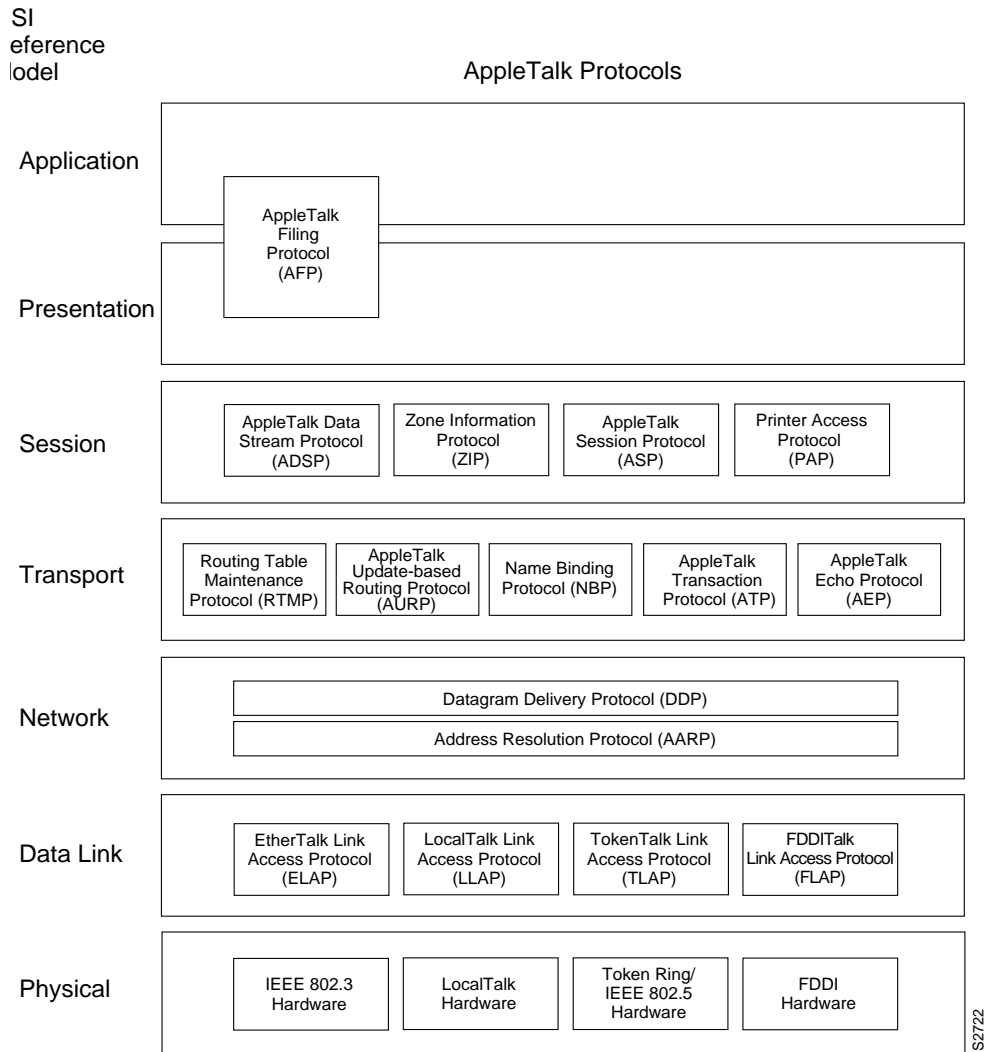 SI
eference
lodel
AppleTalk Protocols
Application
AppleTalk
Filing
Protocol
(AFP)
Presentation
Session
AppleTalk Data
Stream Protocol
(ADSP)
Zone Information
Protocol
(ZIP)
AppleTalk
Session Protocol
(ASP)
Printer Access
Protocol
(PAP)
Transport
Routing Table
Maintenance
Protocol (RTMP)
AppleTalk
Update-based
Routing Protocol
(AURP)
Name Binding
Protocol (NBP)
AppleTalk
Transaction
Protocol (ATP)
AppleTalk
Echo Protocol
(AEP)
Network
Datagram Delivery Protocol (DDP)
Address Resolution Protocol (AARP)
Data Link
EtherTalk Link
Access Protocol
(ELAP)
LocalTalk Link
Access Protocol
(LLAP)
TokenTalk Link
Access Protocol
(TLAP)
FDDITalk
Link Access Protocol
(FLAP)
Physical
IEEE 802.3
Hardware
LocalTalk
Hardware
Token Ring/
IEEE 802.5
Hardware
FDDI
Hardware
S2722